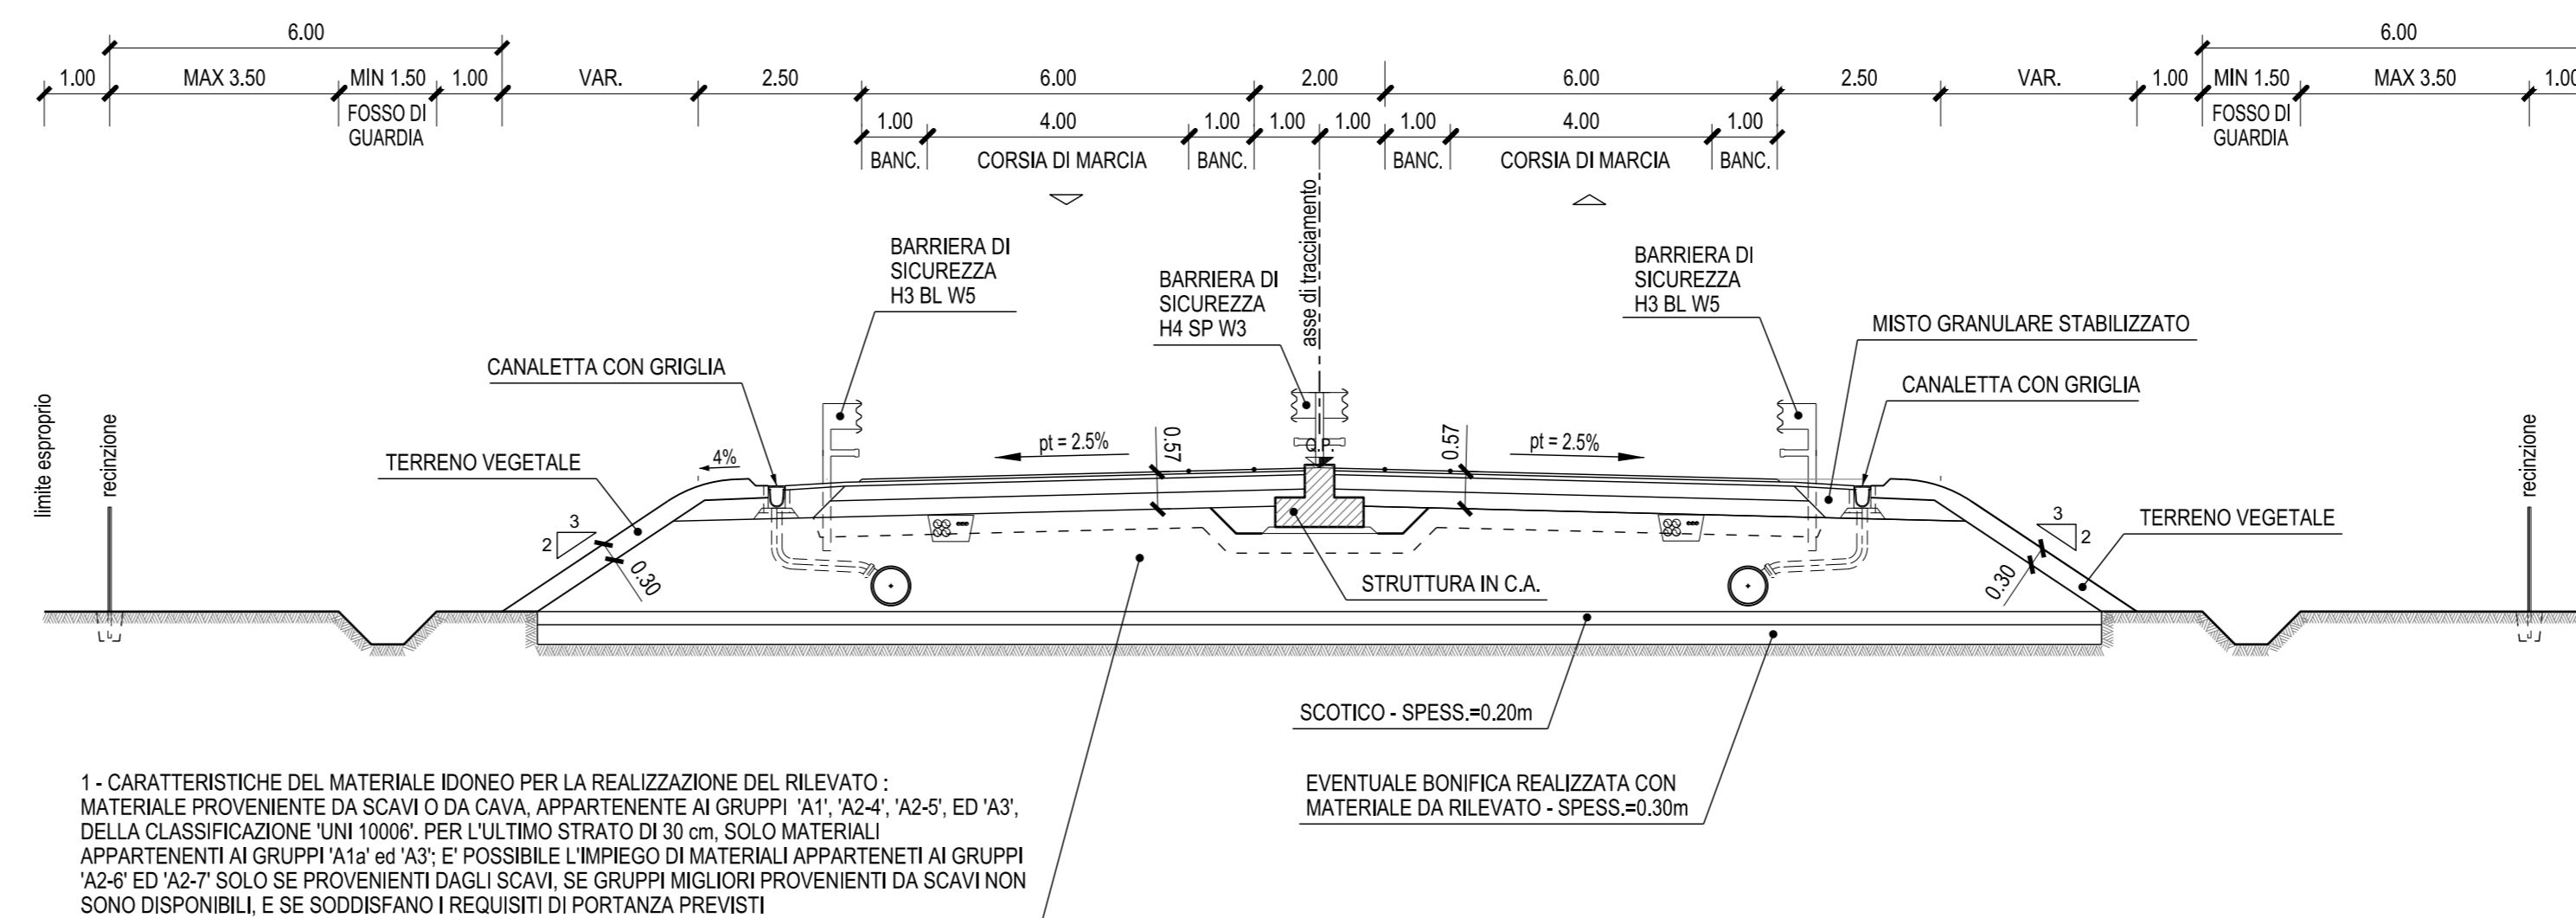 6.00
6.00
1.00 MAX 3.50 MIN 1.50 1.00 VAR. 2.50 6.00 2.00 6.00 2.50 VAR. 1.00 MIN 1.50 MAX 3.50 1.00
FOSSO DI
GUARDIA
FOSSO DI
GUARDIA
1.00 4.00 1.00 1.00 1.00 1.00 4.00 1.00
BANC. CORSIA DI MARCIA BANC. BANC. CORSIA DI MARCIA BANC.
asse di tracciamento
BARRIERA DI
SICUREZZA
H3 BL W5
BARRIERA DI
SICUREZZA
H4 SP W3
BARRIERA DI
SICUREZZA
H3 BL W5
MISTO GRANULARE STABILIZZATO
CANALETTA CON GRIGLIA
CANALETTA CON GRIGLIA
limite esproprio
recinzione
recinzione
TERRENO VEGETALE
4%
pt = 2.5%
0.57
0.57
pt = 2.5%
3
2
0.30
3
2
0.30
TERRENO VEGETALE
STRUTTURA IN C.A.
SCOTICO - SPESS.=0.20m
EVENTUALE BONIFICA REALIZZATA CON
MATERIALE DA RILEVATO - SPESS.=0.30m
1 - CARATTERISTICHE DEL MATERIALE IDONEO PER LA REALIZZAZIONE DEL RILEVATO :
MATERIALE PROVENIENTE DA SCAVI O DA CAVA, APPARTENENTE AI GRUPPI 'A1', 'A2-4', 'A2-5', ED 'A3',
DELLA CLASSIFICAZIONE 'UNI 10006'. PER L'ULTIMO STRATO DI 30 cm, SOLO MATERIALI
APPARTENENTI AI GRUPPI 'A1a' ed 'A3'; E' POSSIBILE L'IMPIEGO DI MATERIALI APPARTENETI AI GRUPPI
'A2-6' ED 'A2-7' SOLO SE PROVENIENTI DAGLI SCAVI, SE GRUPPI MIGLIORI PROVENIENTI DA SCAVI NON
SONO DISPONIBILI, E SE SODDISFANO I REQUISITI DI PORTANZA PREVISTI